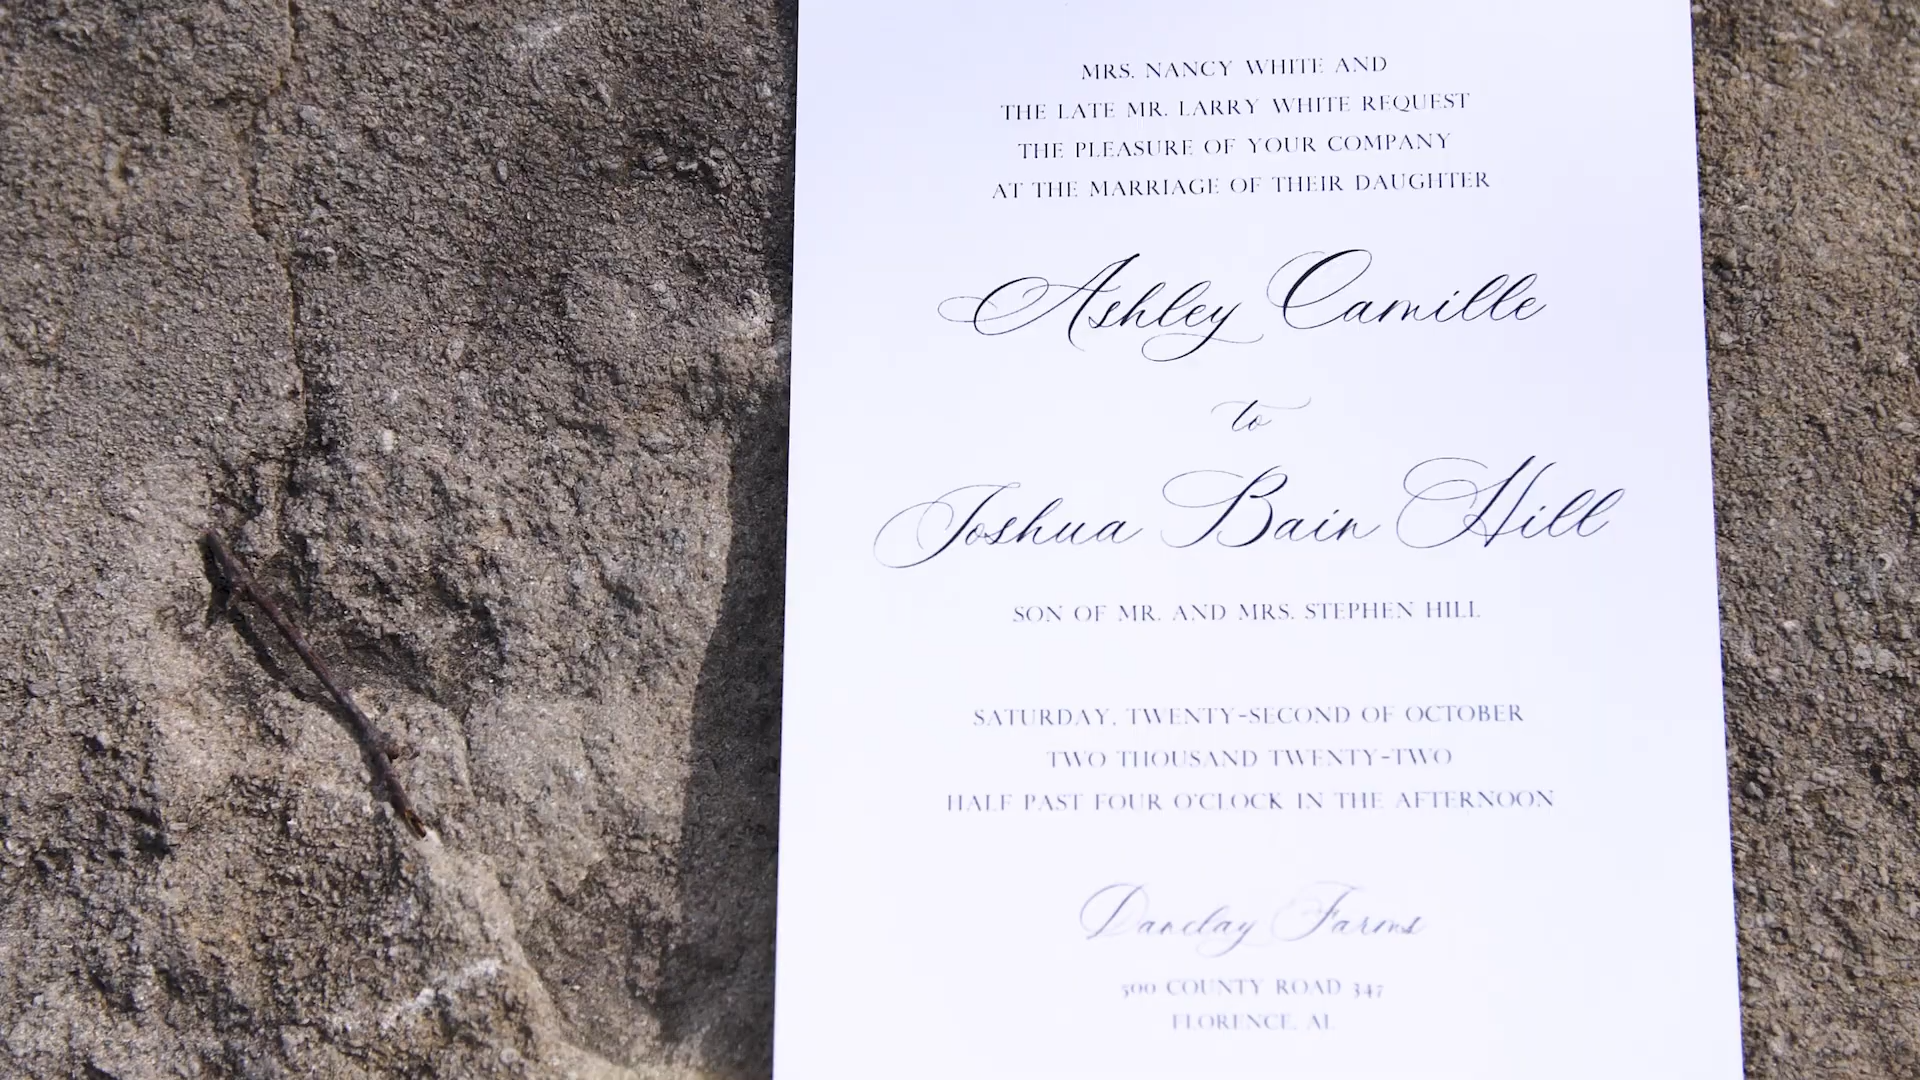 MRS. NANCY WHITE AND
THE LATE MR. LARRY WHITE REQUEST
THE PLEASURE OF YOUR COMPANY
AT THE MARRIAGE OF THEIR DAUGHTER
Ashley Camille
to
Joshua Bain Hill
SON OF MR. AND MRS. STEPHEN HILL
SATURDAY, TWENTY-SECOND OF OCTOBER
TWO THOUSAND TWENTY-TWO
HALF PAST FOUR O'CLOCK IN THE AFTERNOON
Danclay Farms
500 COUNTY ROAD 347
FLORENCE, AL